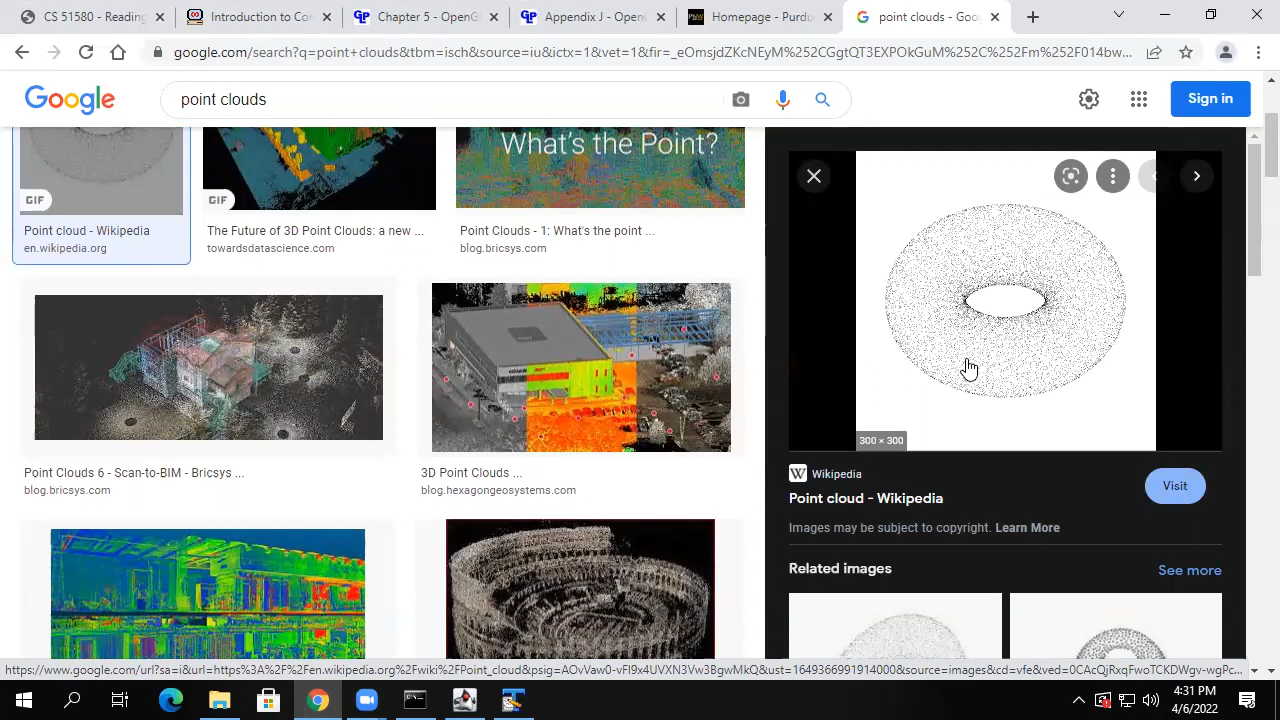 CS 51580 - Reading
Introduction to Cor
Chapter 7 - OpenG
Appendix J - Open
Homepage - Purdu
point clouds - Goo
google.com/search?q=point+clouds&tbm=isch&source=iu&ictx=1&vet=1&fir=_eOmsjdZKcNEyM%252CGgtQT3EXPOkGuM%252C%252Fm%252F014bw...
Google
point clouds
Sign in
What's the Point?
GIF
GIF
Point cloud - Wikipedia
en.wikipedia.org
The Future of 3D Point Clouds: a new ...
towardsdatascience.com
Point Clouds - 1: What's the point ...
blog.bricsys.com
Point Clouds 6 - Scan-to-BIM - Bricsys ...
blog.bricsys.com
3D Point Clouds ...
blog.hexagongeosystems.com
300 × 300
W Wikipedia
Point cloud - Wikipedia
Visit
Images may be subject to copyright. Learn More
Related images
See more
https://www.google.com/url?sa=i&url=https%3A%2F%2Fen.wikipedia.org%2Fwiki%2FPoint_cloud&psig=AOvVaw0-vFI9x4UVXN3Vw3BgwMkQ&ust=1649366991914000&source=images&cd=vfe&ved=0CAcQjRxqFwoTCKDWgv-wgPc...
4:31 PM
4/6/2022